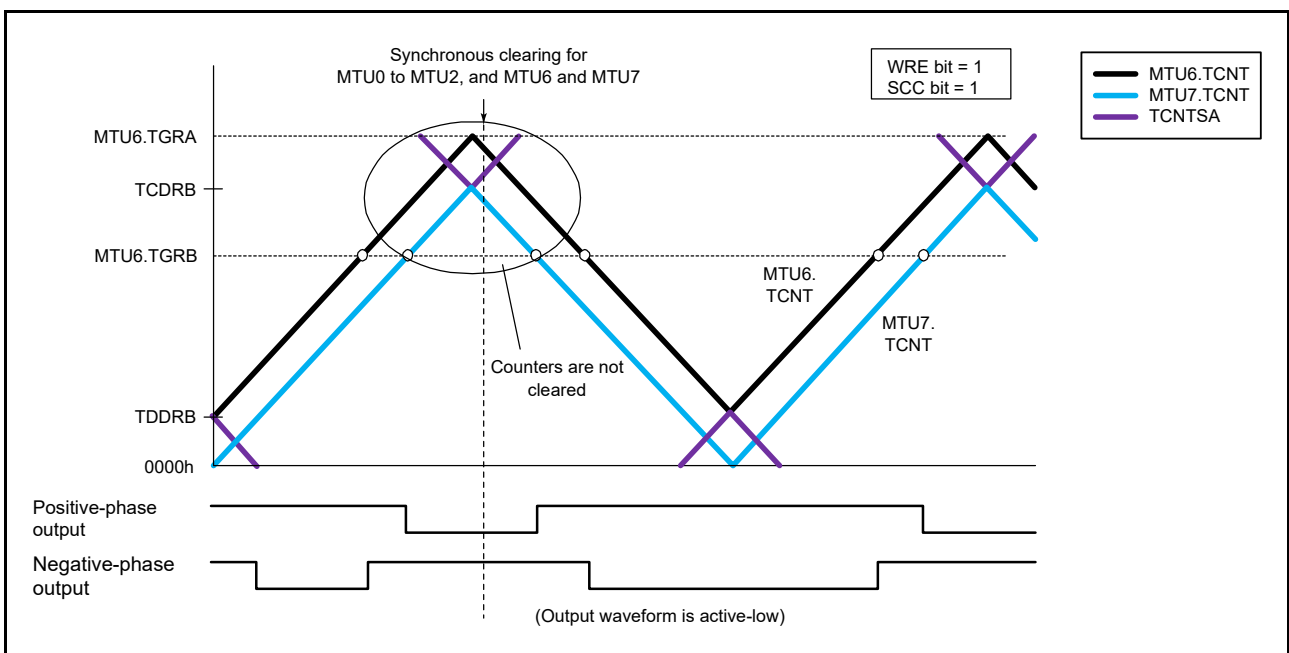 Synchronous clearing for
MTU0 to MTU2, and MTU6 and MTU7
WRE bit = 1
SCC bit = 1
MTU6.TCNT
MTU7.TCNT
TCNTSA
MTU6.TGRA
TCDRB
MTU6.TGRB
MTU6.
TCNT
MTU7.
TCNT
Counters are not
cleared
TDDRB
0000h
Positive-phase
output
Negative-phase
output
(Output waveform is active-low)